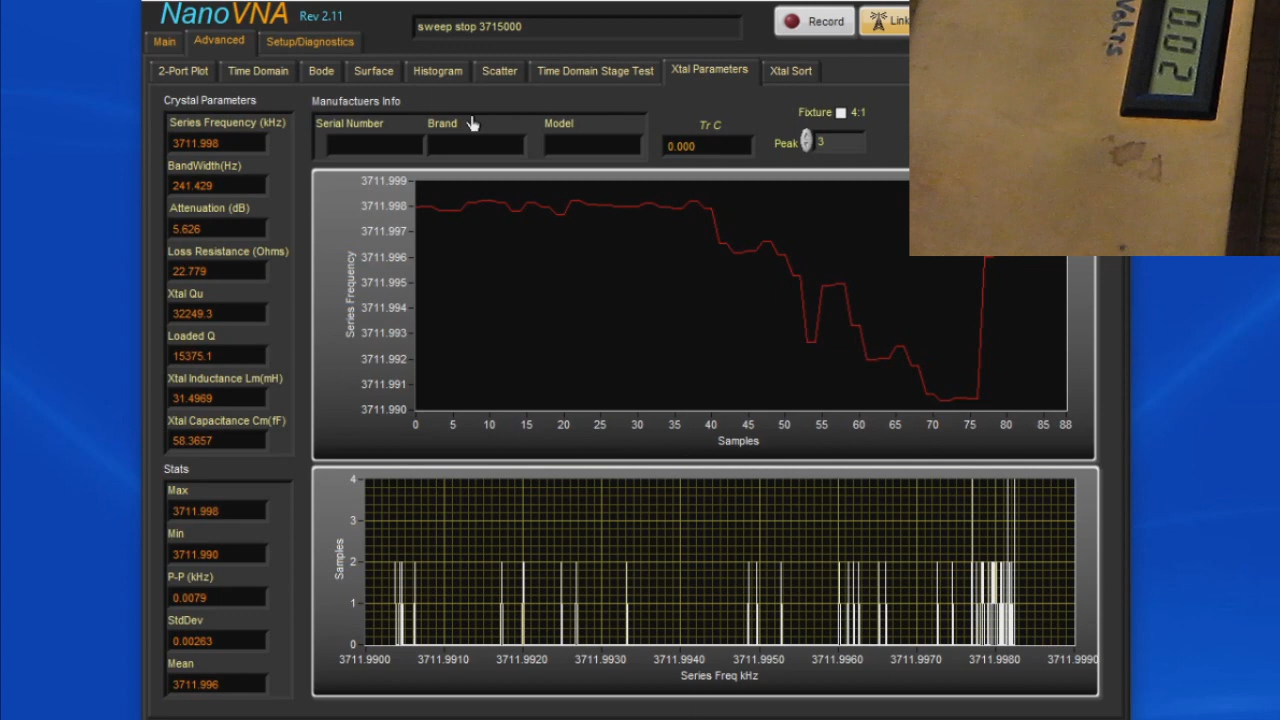 NanoVNA Rev 2.11
sweep stop 3715000
Record
Link
Main
Advanced
Setup/Diagnostics
2-Port Plot
Time Domain
Bode
Surface
Histogram
Scatter
Time Domain Stage Test
Xtal Parameters
Xtal Sort
Crystal Parameters
Series Frequency (kHz)
3711.998
BandWidth(Hz)
241.429
Attenuation (dB)
5.626
Loss Resistance (Ohms)
22.779
Xtal Qu
32249.3
Loaded Q
15375.1
Xtal Inductance Lm(mH)
31.4969
Xtal Capacitance Cm(fF)
58.3657
Stats
Max
3711.998
Min
3711.990
P-P (kHz)
0.0079
StdDev
0.00263
Mean
3711.996
Manufactuers Info
Serial Number
Brand
Model
Tr C
0.000
Fixture
4:1
Peak
3
3711.999
3711.998
3711.997
3711.996
3711.995
3711.994
3711.993
3711.992
3711.991
3711.990
Series Frequency
0 5 10 15 20 25 30 35 40 45 50 55 60 65 70 75 80 85 88
Samples
4
3
2
1
0
Samples
3711.9900 3711.9910 3711.9920 3711.9930 3711.9940 3711.9950 3711.9960 3711.9970 3711.9980 3711.9990
Series Freq kHz
VOLTS
002